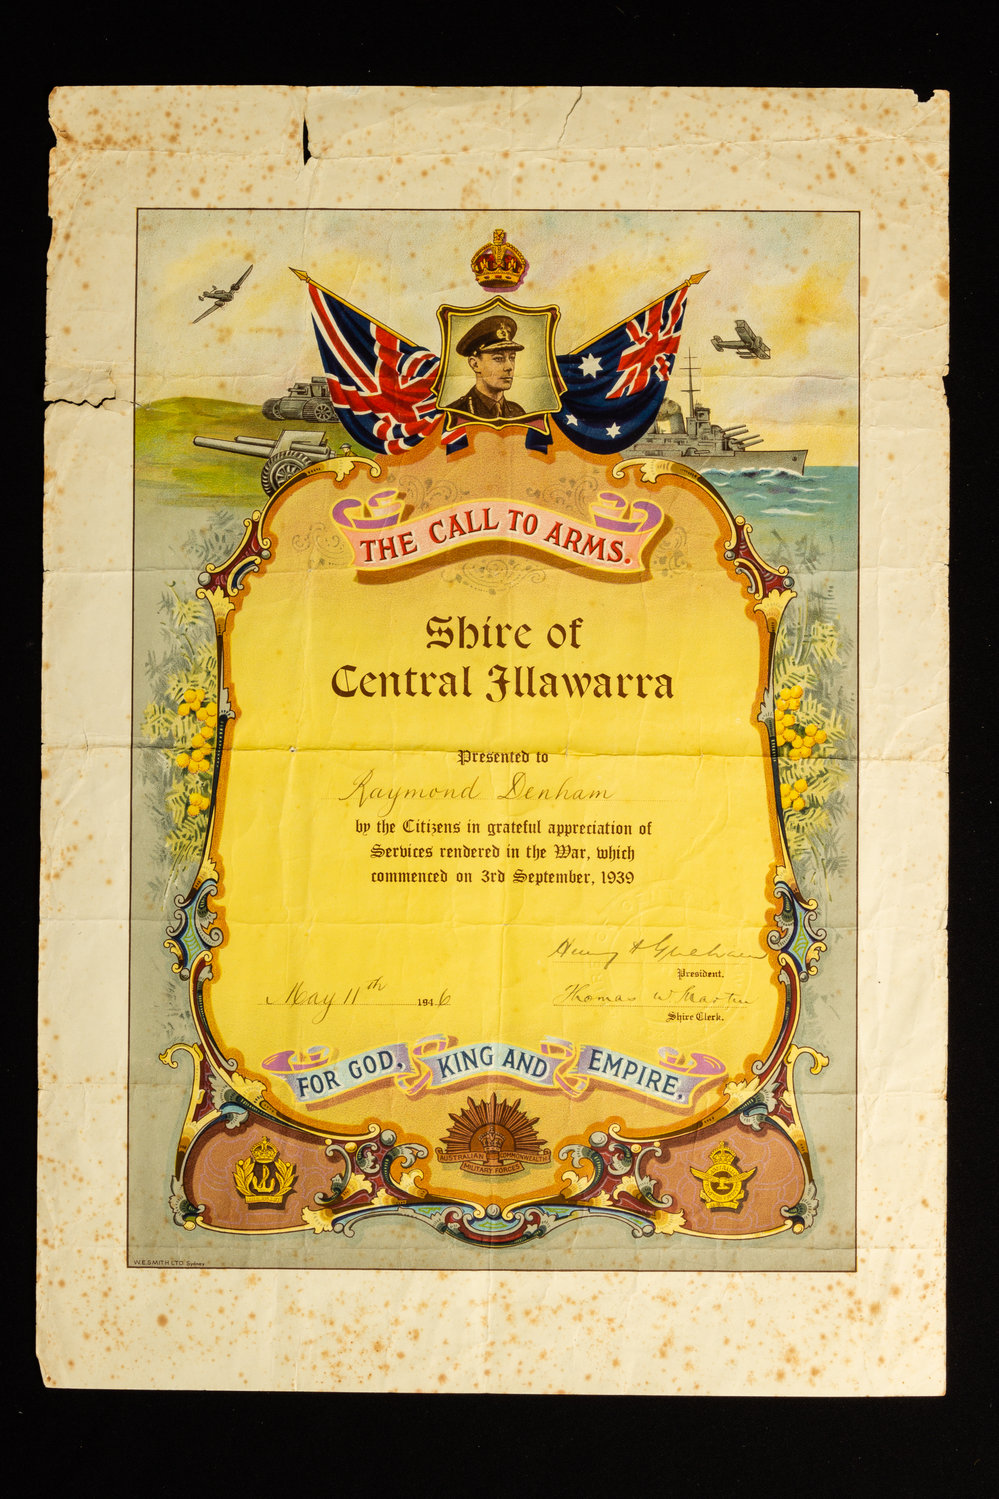 THE CALL TO ARMS.
Shire of
Central Illawarra
Presented to
Raymond Denham
by the Citizens in grateful appreciation of
Services rendered in the War, which
commenced on 3rd September, 1939
President.
May 11th 1946
Thomas W Martin
Shire Clerk.
FOR GOD, KING AND EMPIRE.
AUSTRALIAN COMMONWEALTH
MILITARY FORCES
W.E. SMITH LTD Sydney